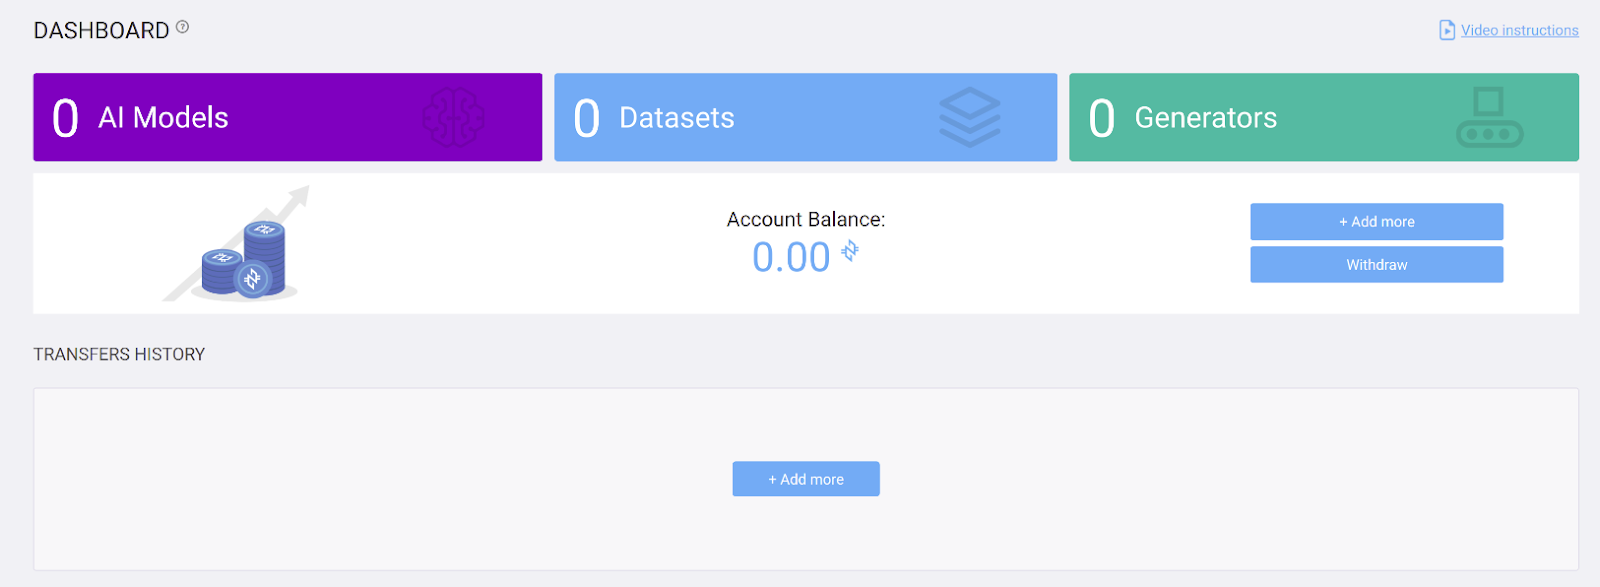 DASHBOARD ?
Video instructions
0 AI Models
0 Datasets
0 Generators
Account Balance:
0.00
+ Add more
Withdraw
TRANSFERS HISTORY
+ Add more